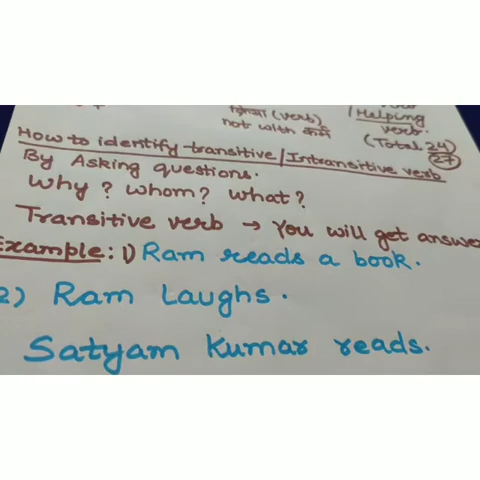 क्रिया (verb) /Helping
not with कर्म verb.
(Total 24)
27
How to identify transitive/Intransitive verb
By Asking questions.
Why? whom? what?
Transitive verb → You will get answer
Example: 1) Ram reads a book.
2) Ram Laughs.
Satyam Kumar reads.